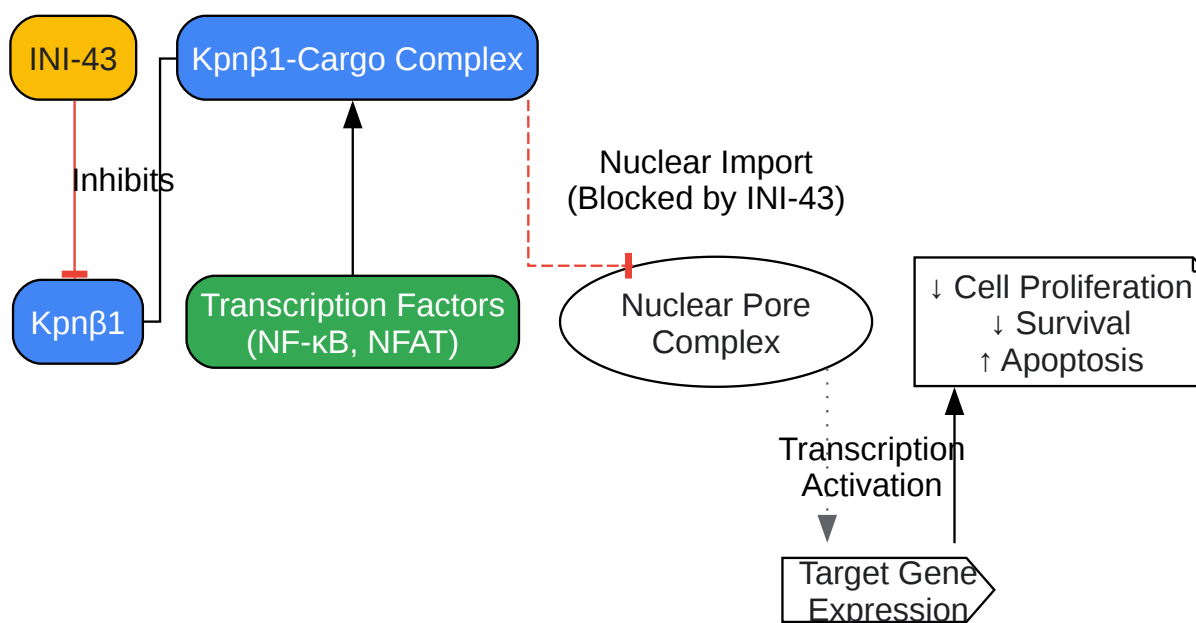 INI-43
Kpnβ1-Cargo Complex
Inhibits
Nuclear Import
(Blocked by INI-43)
Kpnβ1
Transcription Factors
(NF-κB, NFAT)
Nuclear Pore
Complex
↓ Cell Proliferation
↓ Survival
↑ Apoptosis
Transcription
Activation
Target Gene
Expression